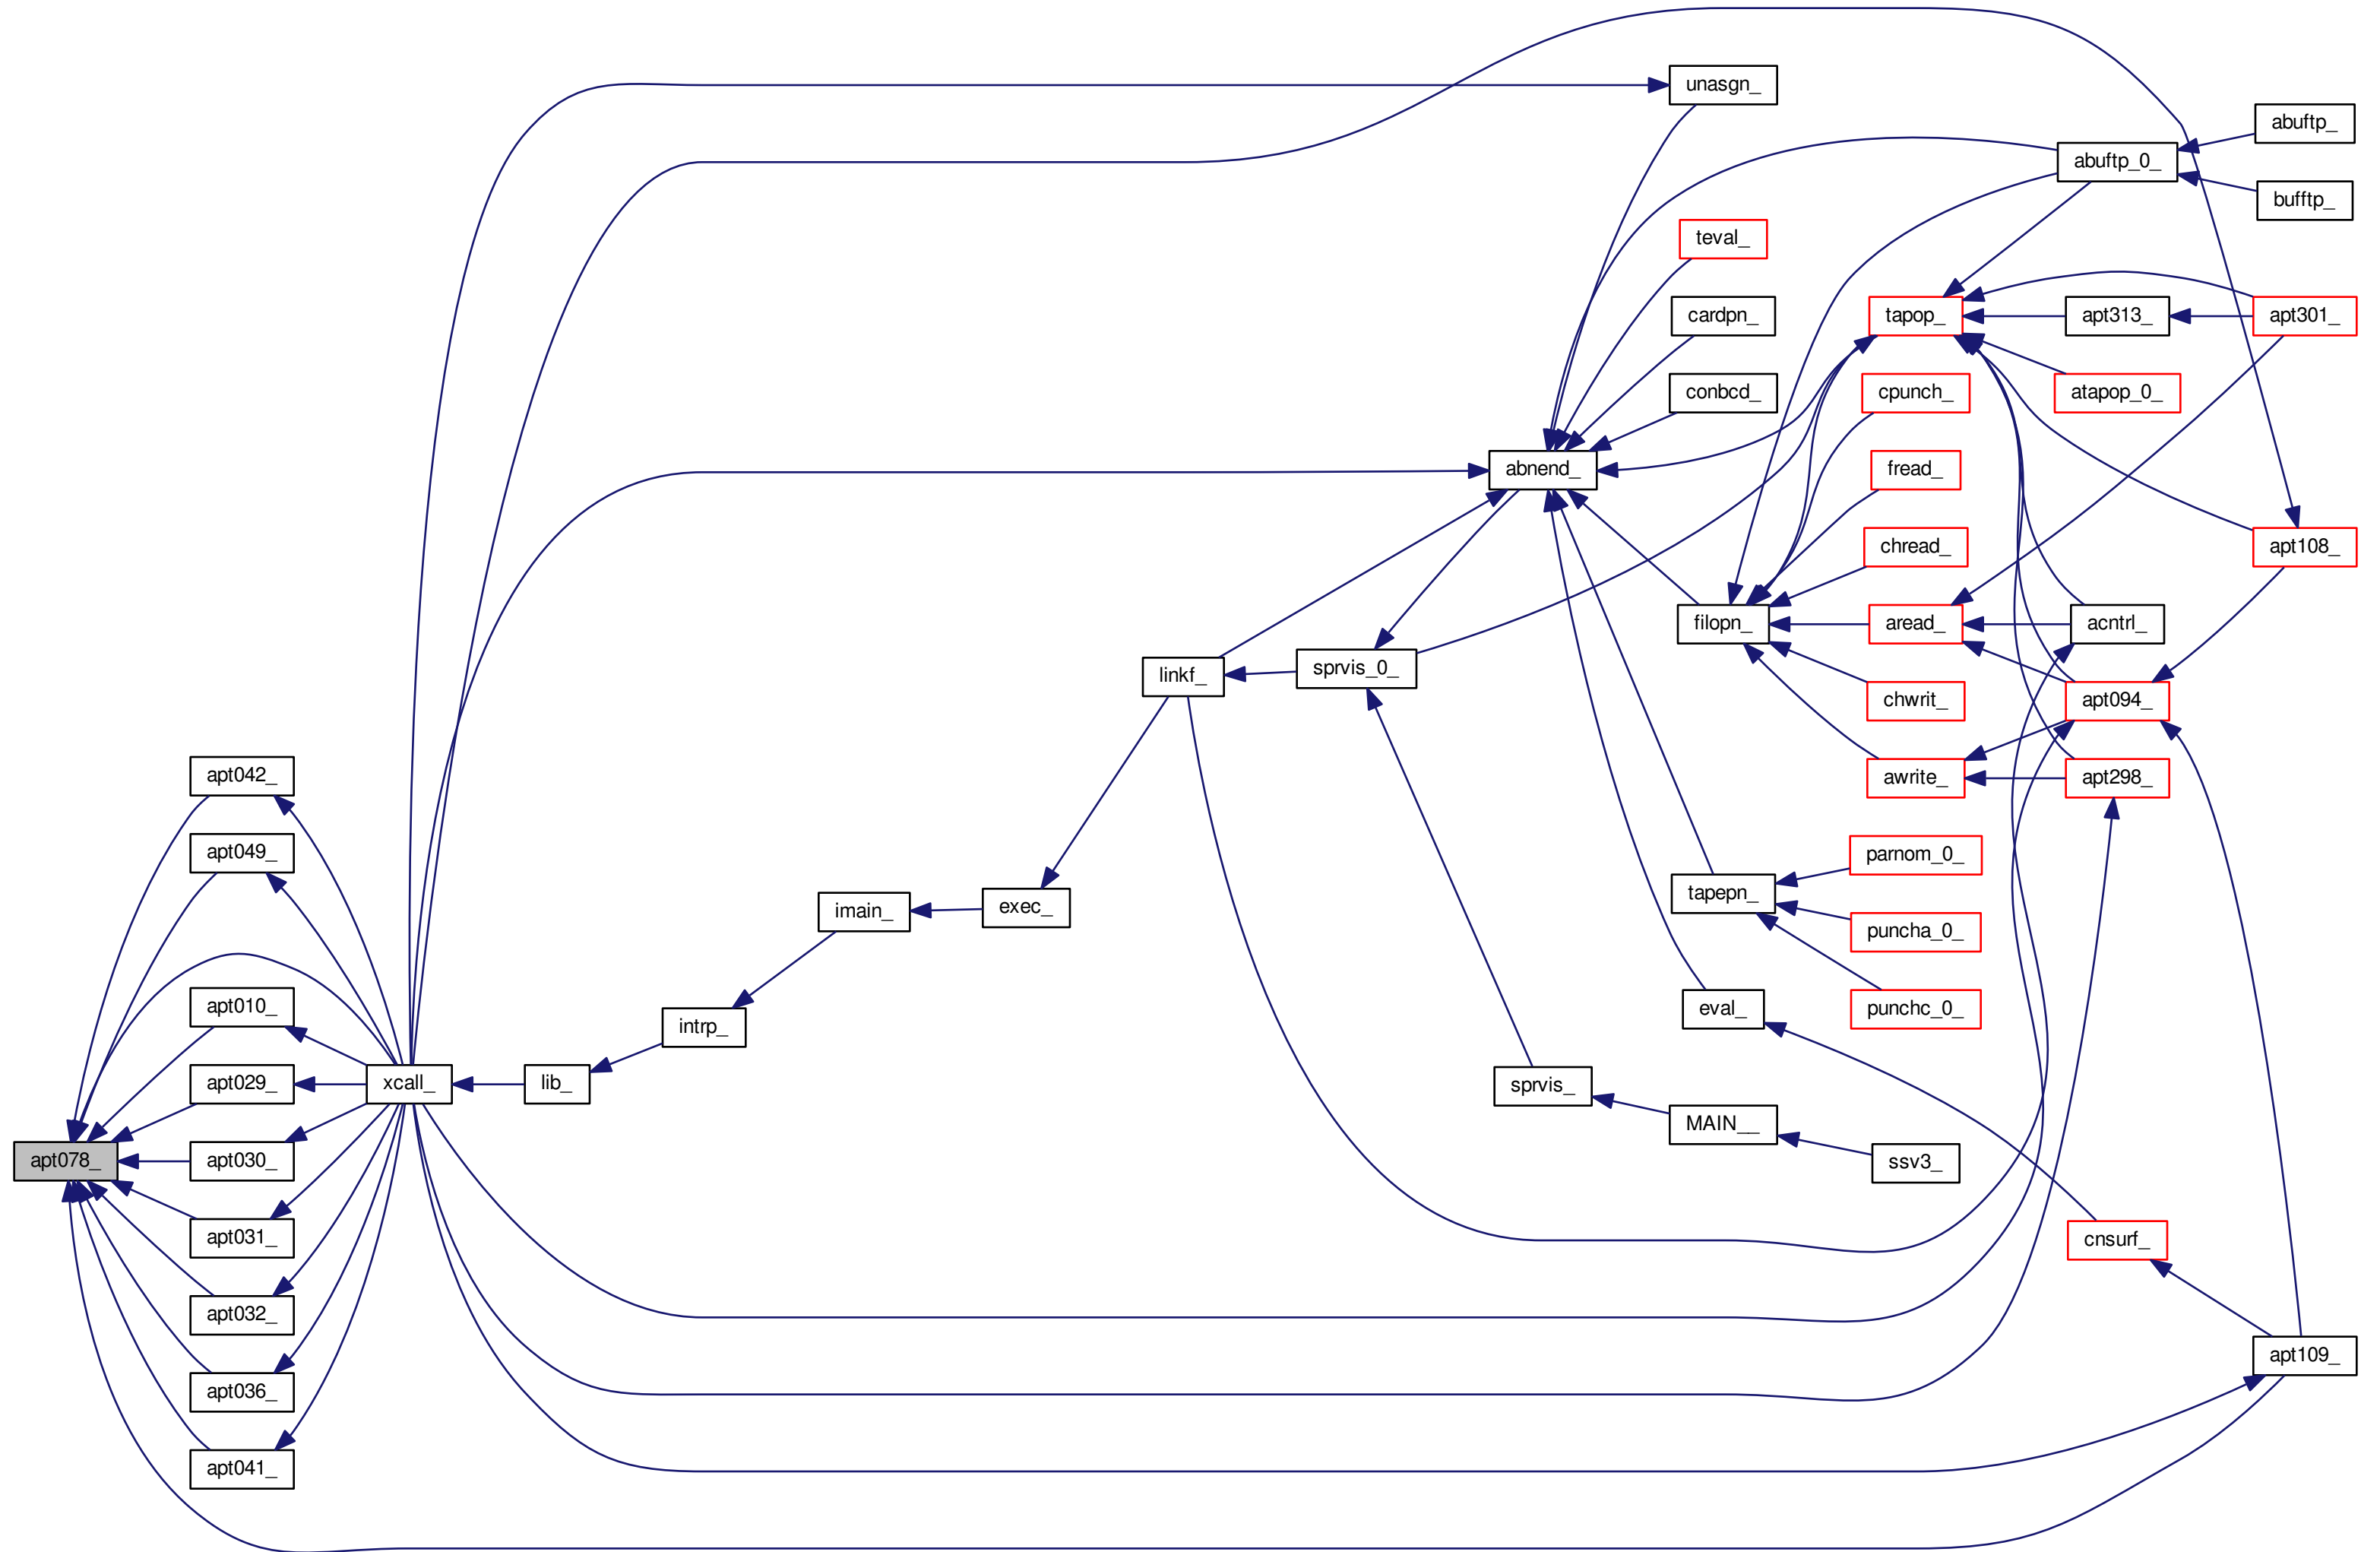 unasgn_
abuftp_
abuftp_0_
bufftp_
teval_
cardpn_
tapop_
apt313_
apt301_
conbcd_
cpunch_
atapop_0_
abnend_
fread_
chread_
apt108_
filopn_
aread_
acntrl_
linkf_
sprvis_0_
chwrit_
apt094_
apt042_
awrite_
apt298_
apt049_
parnom_0_
tapepn_
imain_
exec_
puncha_0_
apt010_
eval_
punchc_0_
intrp_
apt029_
xcall_
lib_
sprvis_
MAIN__
apt078_
apt030_
ssv3_
apt031_
cnsurf_
apt032_
apt109_
apt036_
apt041_